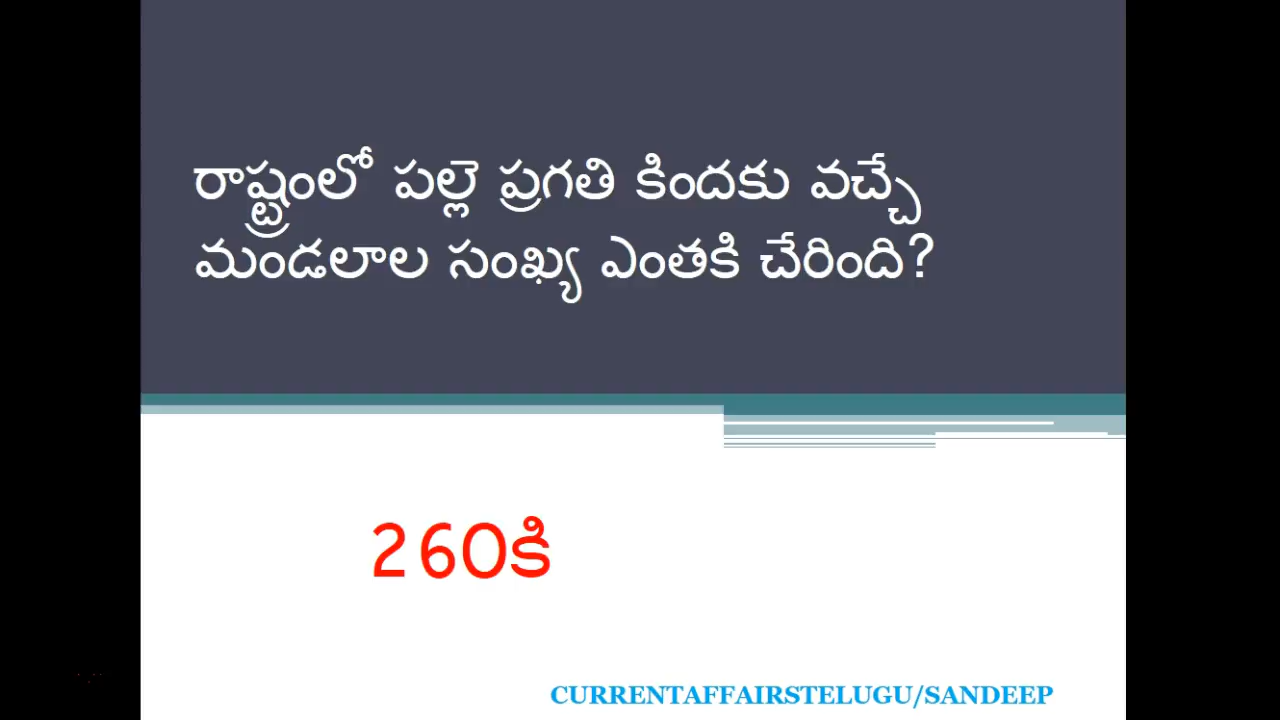 రాష్ట్రంలో పల్లె ప్రగతి కిందకు వచ్చే
మండలాల సంఖ్య ఎంతకి చేరింది?
260కి
CURRENTAFFAIRSTELUGU/SANDEEP